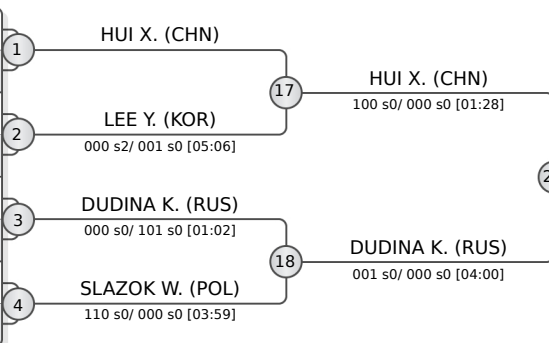 HUI X. (CHN)
1
17
HUI X. (CHN)
100 s0/ 000 s0 [01:28]
LEE Y. (KOR)
2
000 s2/ 001 s0 [05:06]
DUDINA K. (RUS)
3
000 s0/ 101 s0 [01:02]
18
DUDINA K. (RUS)
001 s0/ 000 s0 [04:00]
SLAZOK W. (POL)
4
110 s0/ 000 s0 [03:59]